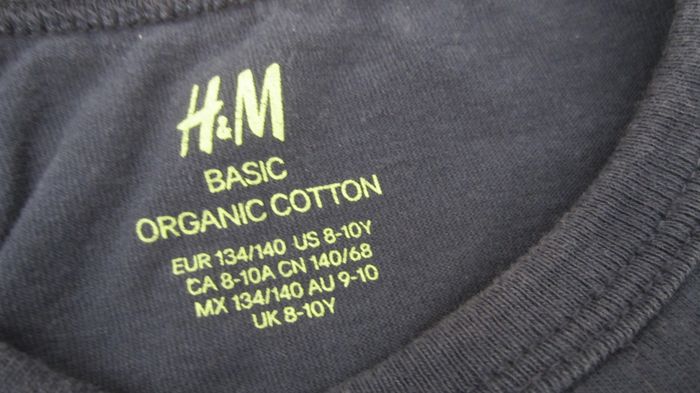 H&M
BASIC
ORGANIC COTTON
EUR 134/140 US 8-10Y
CA 8-10A CN 140/68
MX 134/140 AU 9-10
UK 8-10Y